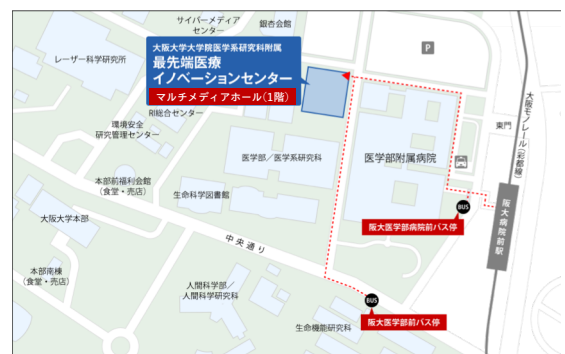 サイバーメディア
センター
銀杏会館
大阪大学大学院医学系研究科附属
最先端医療
イノベーションセンター
マルチメディアホール(1階)
P
レーザー科学研究所
RI総合センター
環境安全
研究管理センター
医学部／医学系研究科
医学部附属病院
東門
大阪モノレール(彩都線)
本部前福利会館
(食堂・売店)
生命科学図書館
大阪大学本部
BUS
阪大医学部病院前バス停
阪大病院前駅
中央通り
本部南棟
(食堂・売店)
人間科学部／
人間科学研究科
BUS
阪大医学部前バス停
生命機能研究科